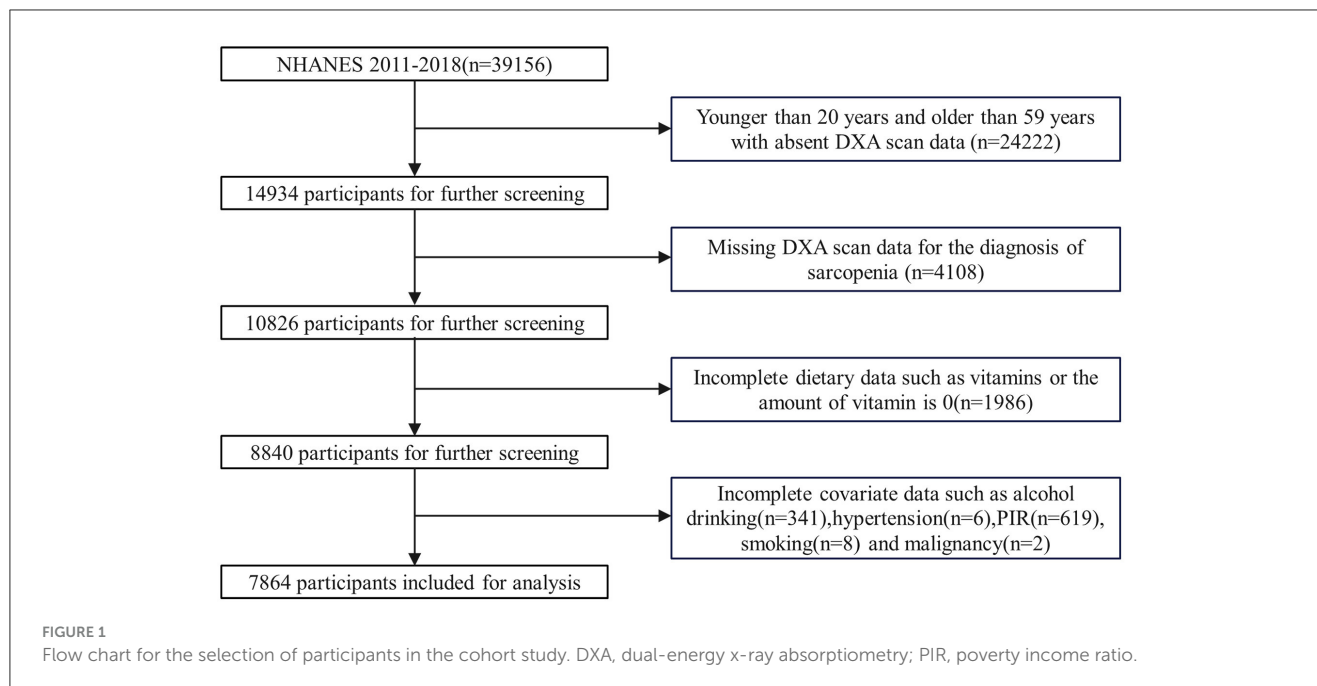 NHANES 2011-2018(n=39156)
Younger than 20 years and older than 59 years
with absent DXA scan data (n=24222)
14934 participants for further screening
Missing DXA scan data for the diagnosis of
sarcopenia (n=4108)
10826 participants for further screening
Incomplete dietary data such as vitamins or the
amount of vitamin is 0(n=1986)
8840 participants for further screening
Incomplete covariate data such as alcohol
drinking(n=341),hypertension(n=6),PIR(n=619),
smoking(n=8) and malignancy(n=2)
7864 participants included for analysis
FIGURE 1
Flow chart for the selection of participants in the cohort study. DXA, dual-energy x-ray absorptiometry; PIR, poverty income ratio.